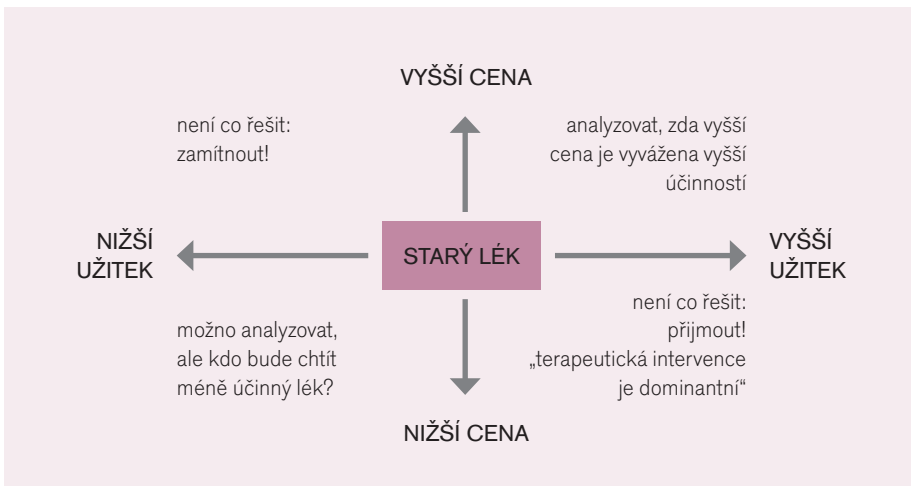 VYŠŠÍ CENA
není co řešit:
zamítnout!
analyzovat, zda vyšší
cena je vyvážena vyšší
účinností
NIŽŠÍ
UŽITEK
STARÝ LÉK
VYŠŠÍ
UŽITEK
možno analyzovat,
ale kdo bude chtít
méně účinný lék?
není co řešit:
přijmout!
„terapeutická intervence
je dominantní“
NIŽŠÍ CENA